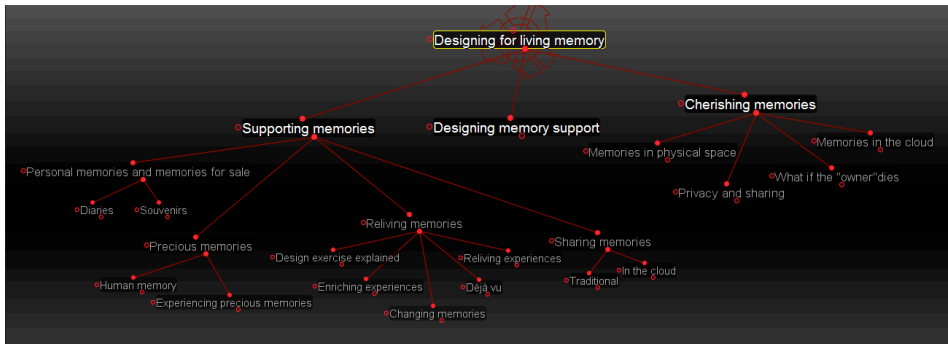 Designing for living memory
Supporting memories
Designing memory support
Cherishing memories
Personal memories and memories for sale
Diaries
Souvenirs
Precious memories
Human memory
Experiencing precious memories
Reliving memories
Design exercise explained
Enriching experiences
Changing memories
Déjà vu
Reliving experiences
Sharing memories
Traditional
In the cloud
Memories in physical space
Privacy and sharing
What if the "owner"dies
Memories in the cloud